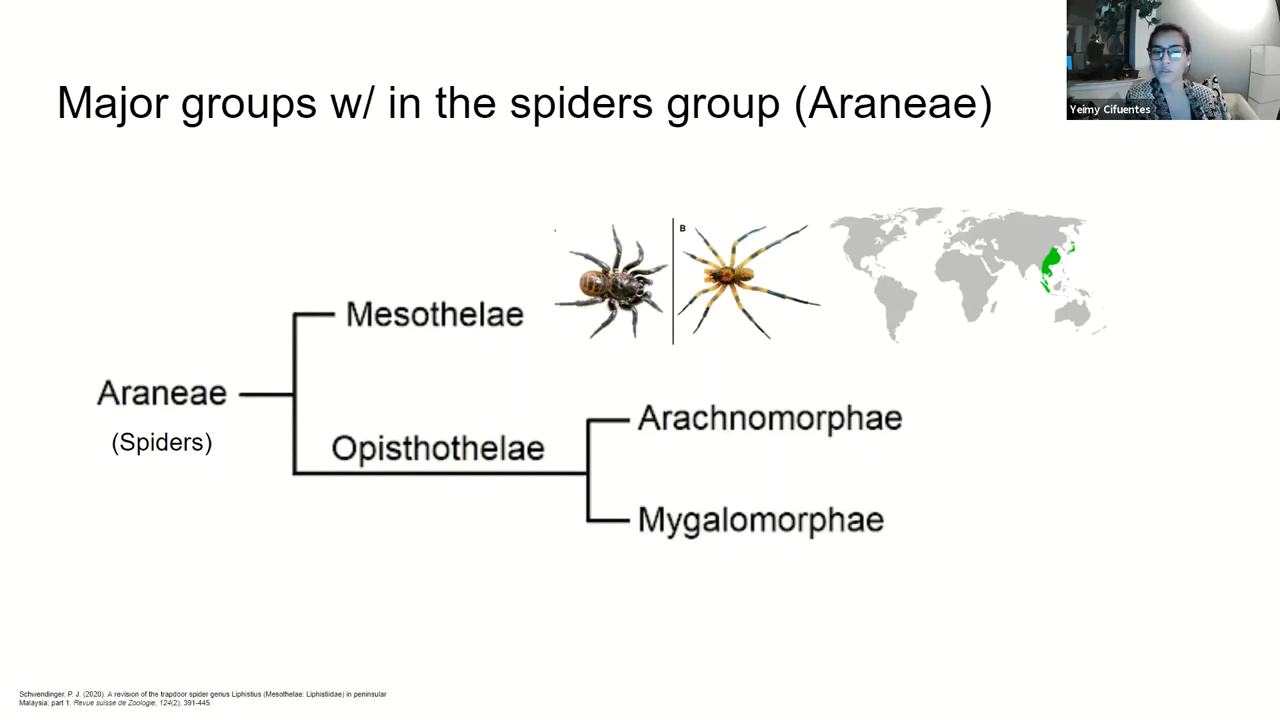 Major groups w/ in the spiders group (Araneae)
Yeimy Cifuentes
B
Mesothelae
Araneae
(Spiders)
Opisthothelae
Arachnomorphae
Mygalomorphae
Schwendinger, P. J. (2020). A revision of the trapdoor spider genus Liphistius (Mesothelae: Liphistiidae) in peninsular
Malaysia; part 1. Revue suisse de Zoologie, 124(2), 391-445.